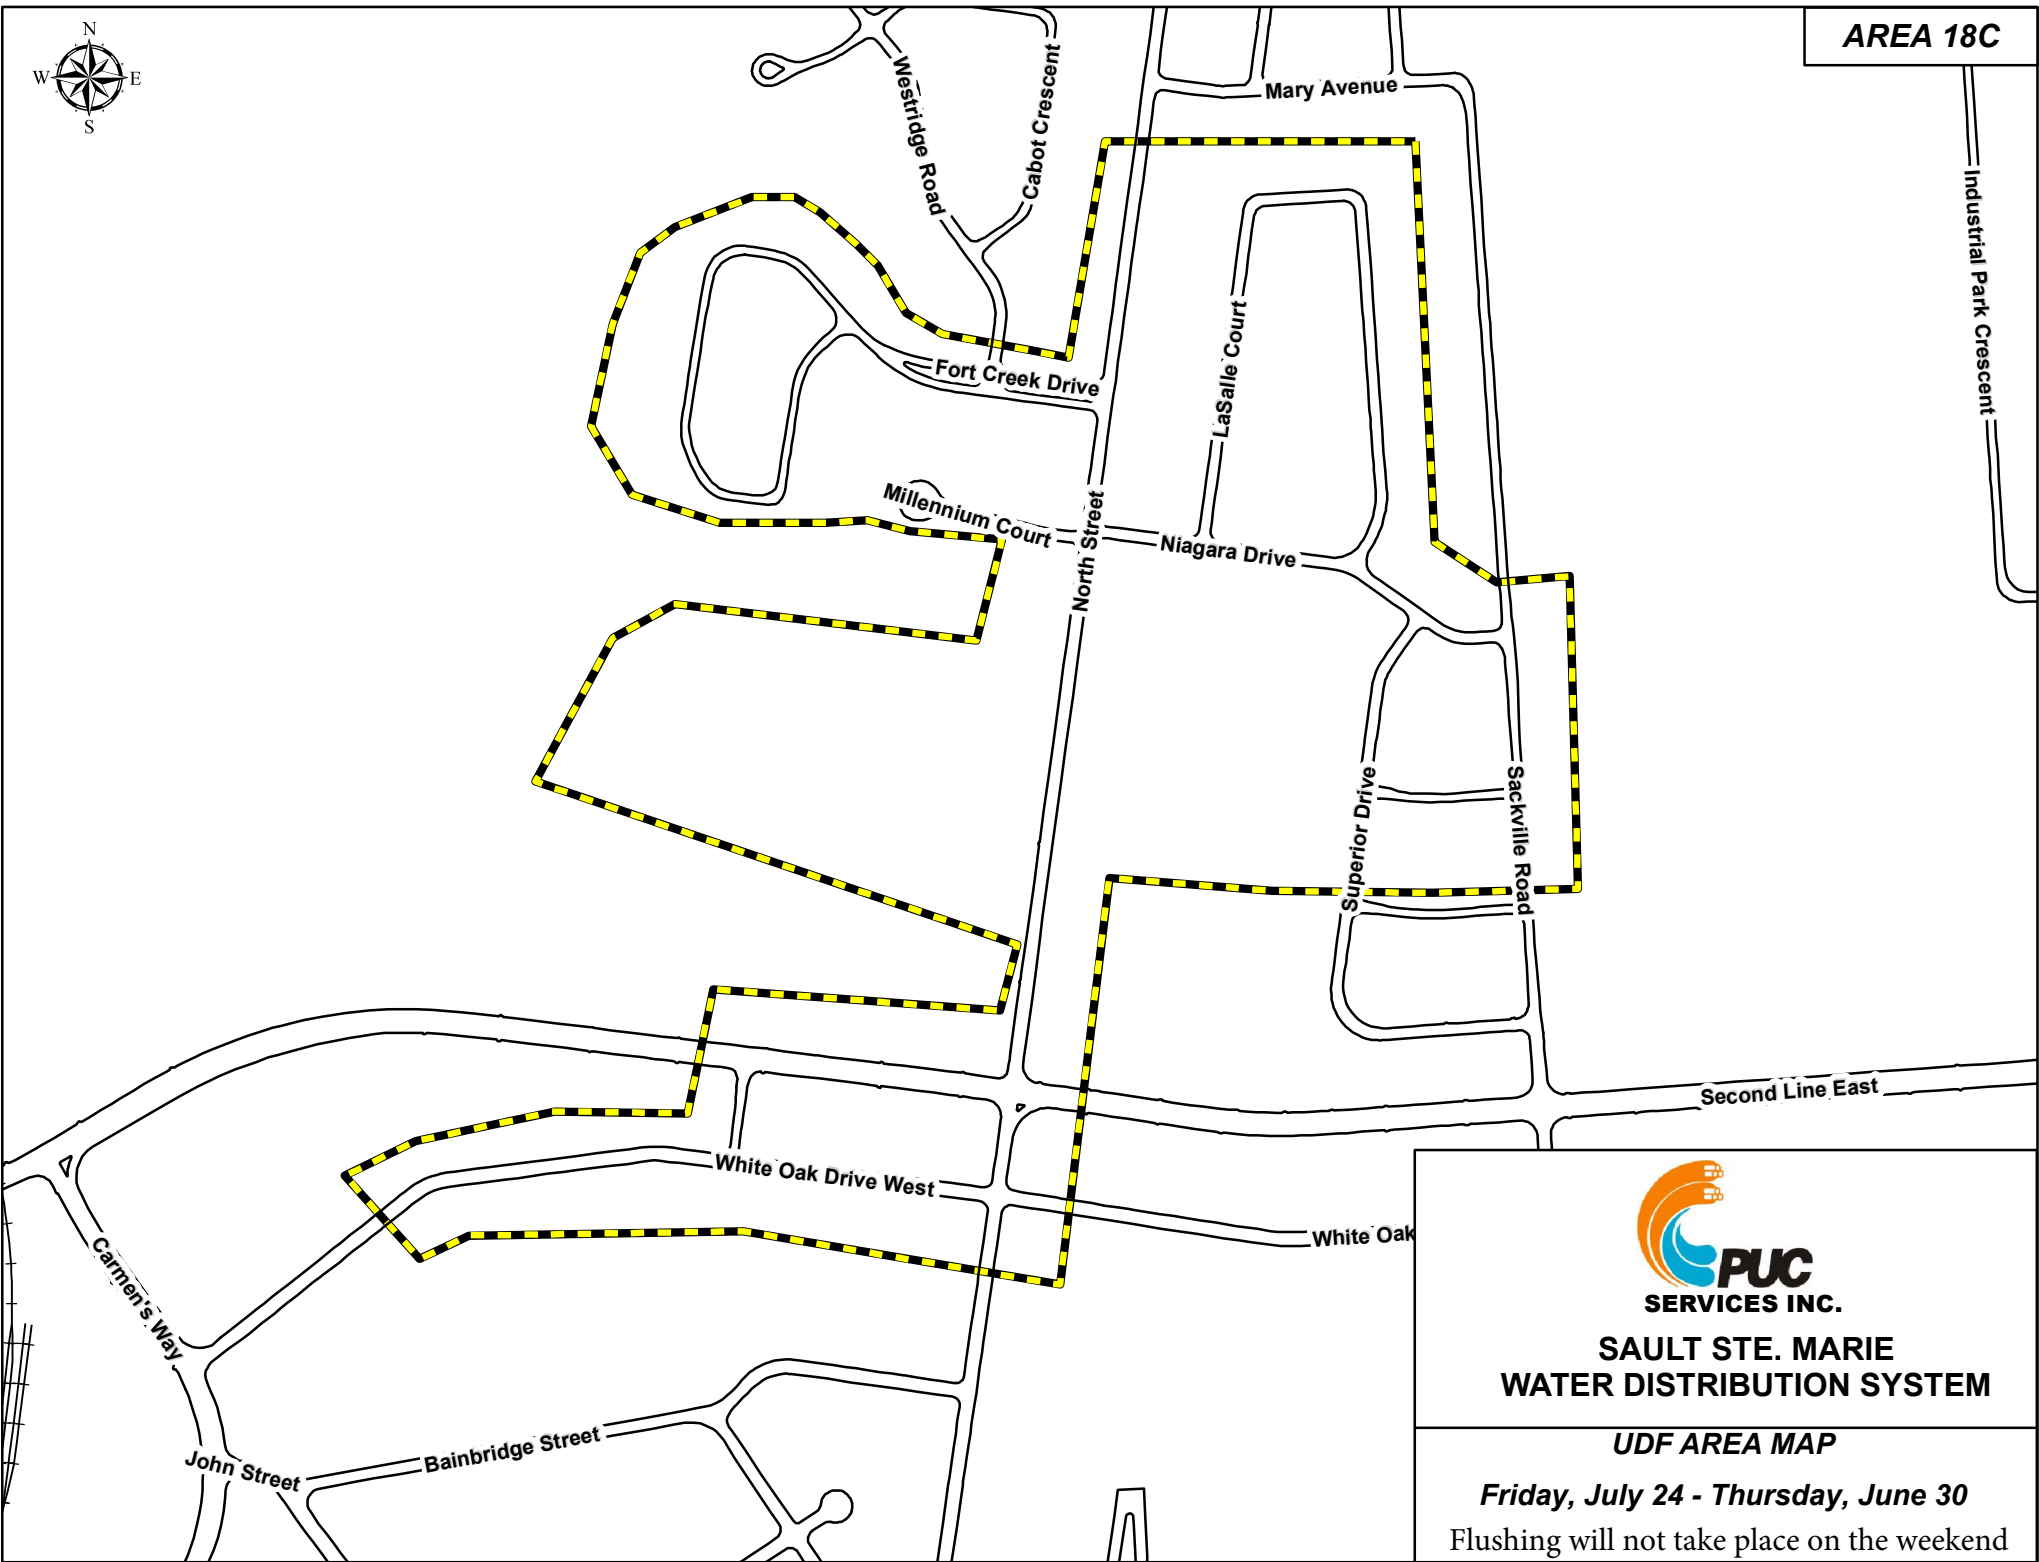 AREA 18C
N
W
E
S
Westridge Road
Cabot Crescent
Mary Avenue
Industrial Park Crescent
LaSalle Court
Fort Creek Drive
Millennium Court
North Street
Niagara Drive
Superior Drive
Sackville Road
Second Line East
White Oak Drive West
White Oak
Carmen's Way
Bainbridge Street
John Street
PUC
SERVICES INC.
SAULT STE. MARIE
WATER DISTRIBUTION SYSTEM
UDF AREA MAP
Friday, July 24 - Thursday, June 30
Flushing will not take place on the weekend